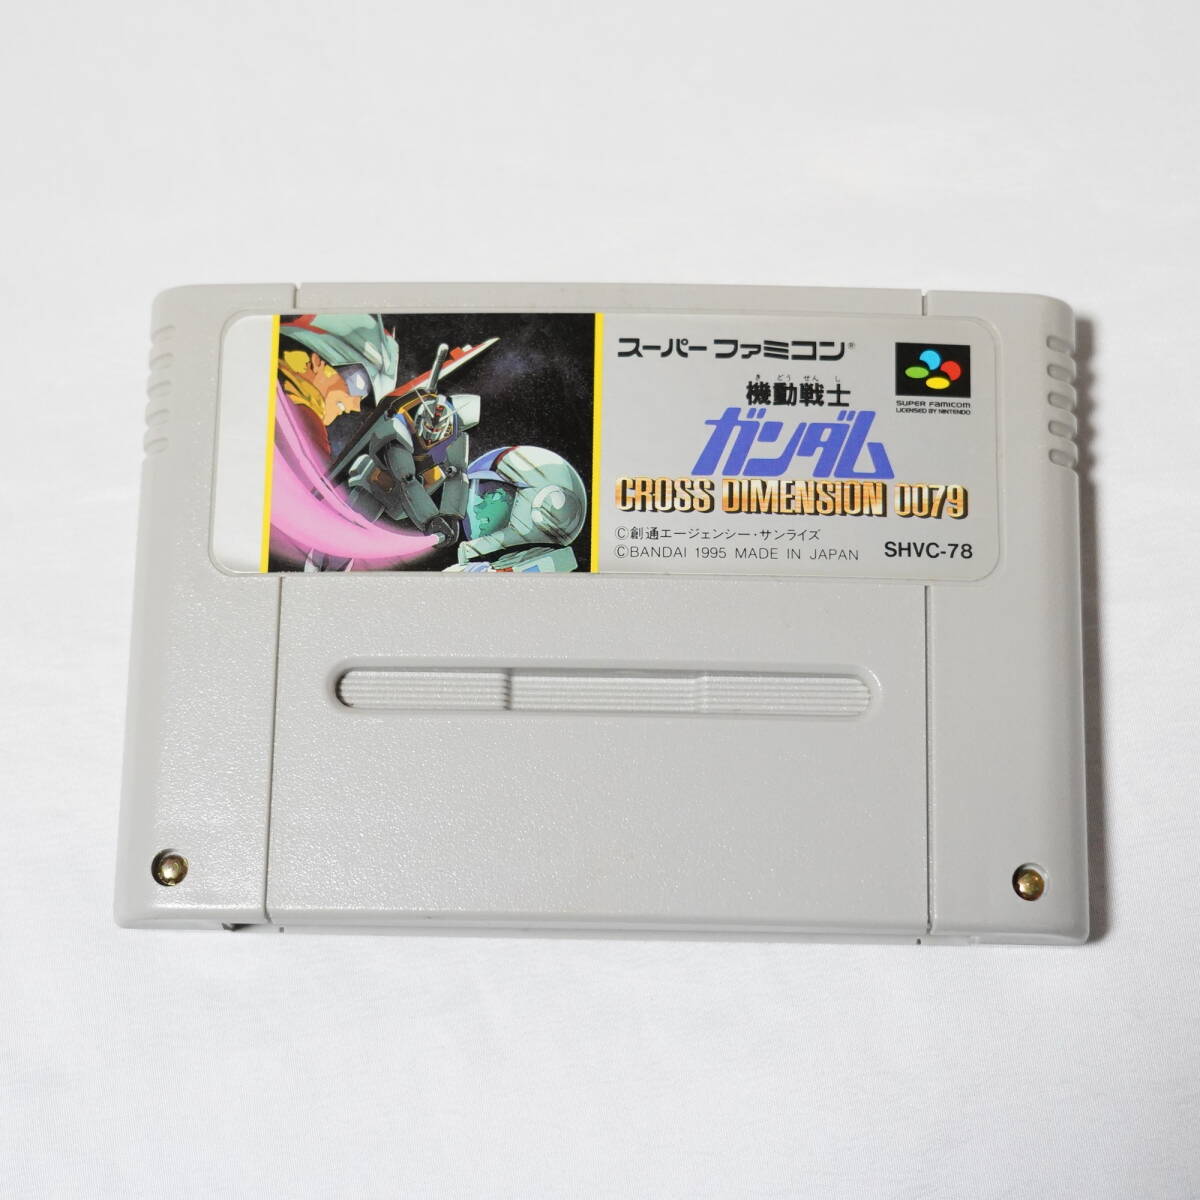 スーパーファミコン®
きどうせんし
機動戦士
ガンダム
CROSS DIMENSION 0079
©創通エージェンシー・サンライズ
©BANDAI 1995 MADE IN JAPAN SHVC-78
SUPER FAMICOM
LICENSED BY NINTENDO